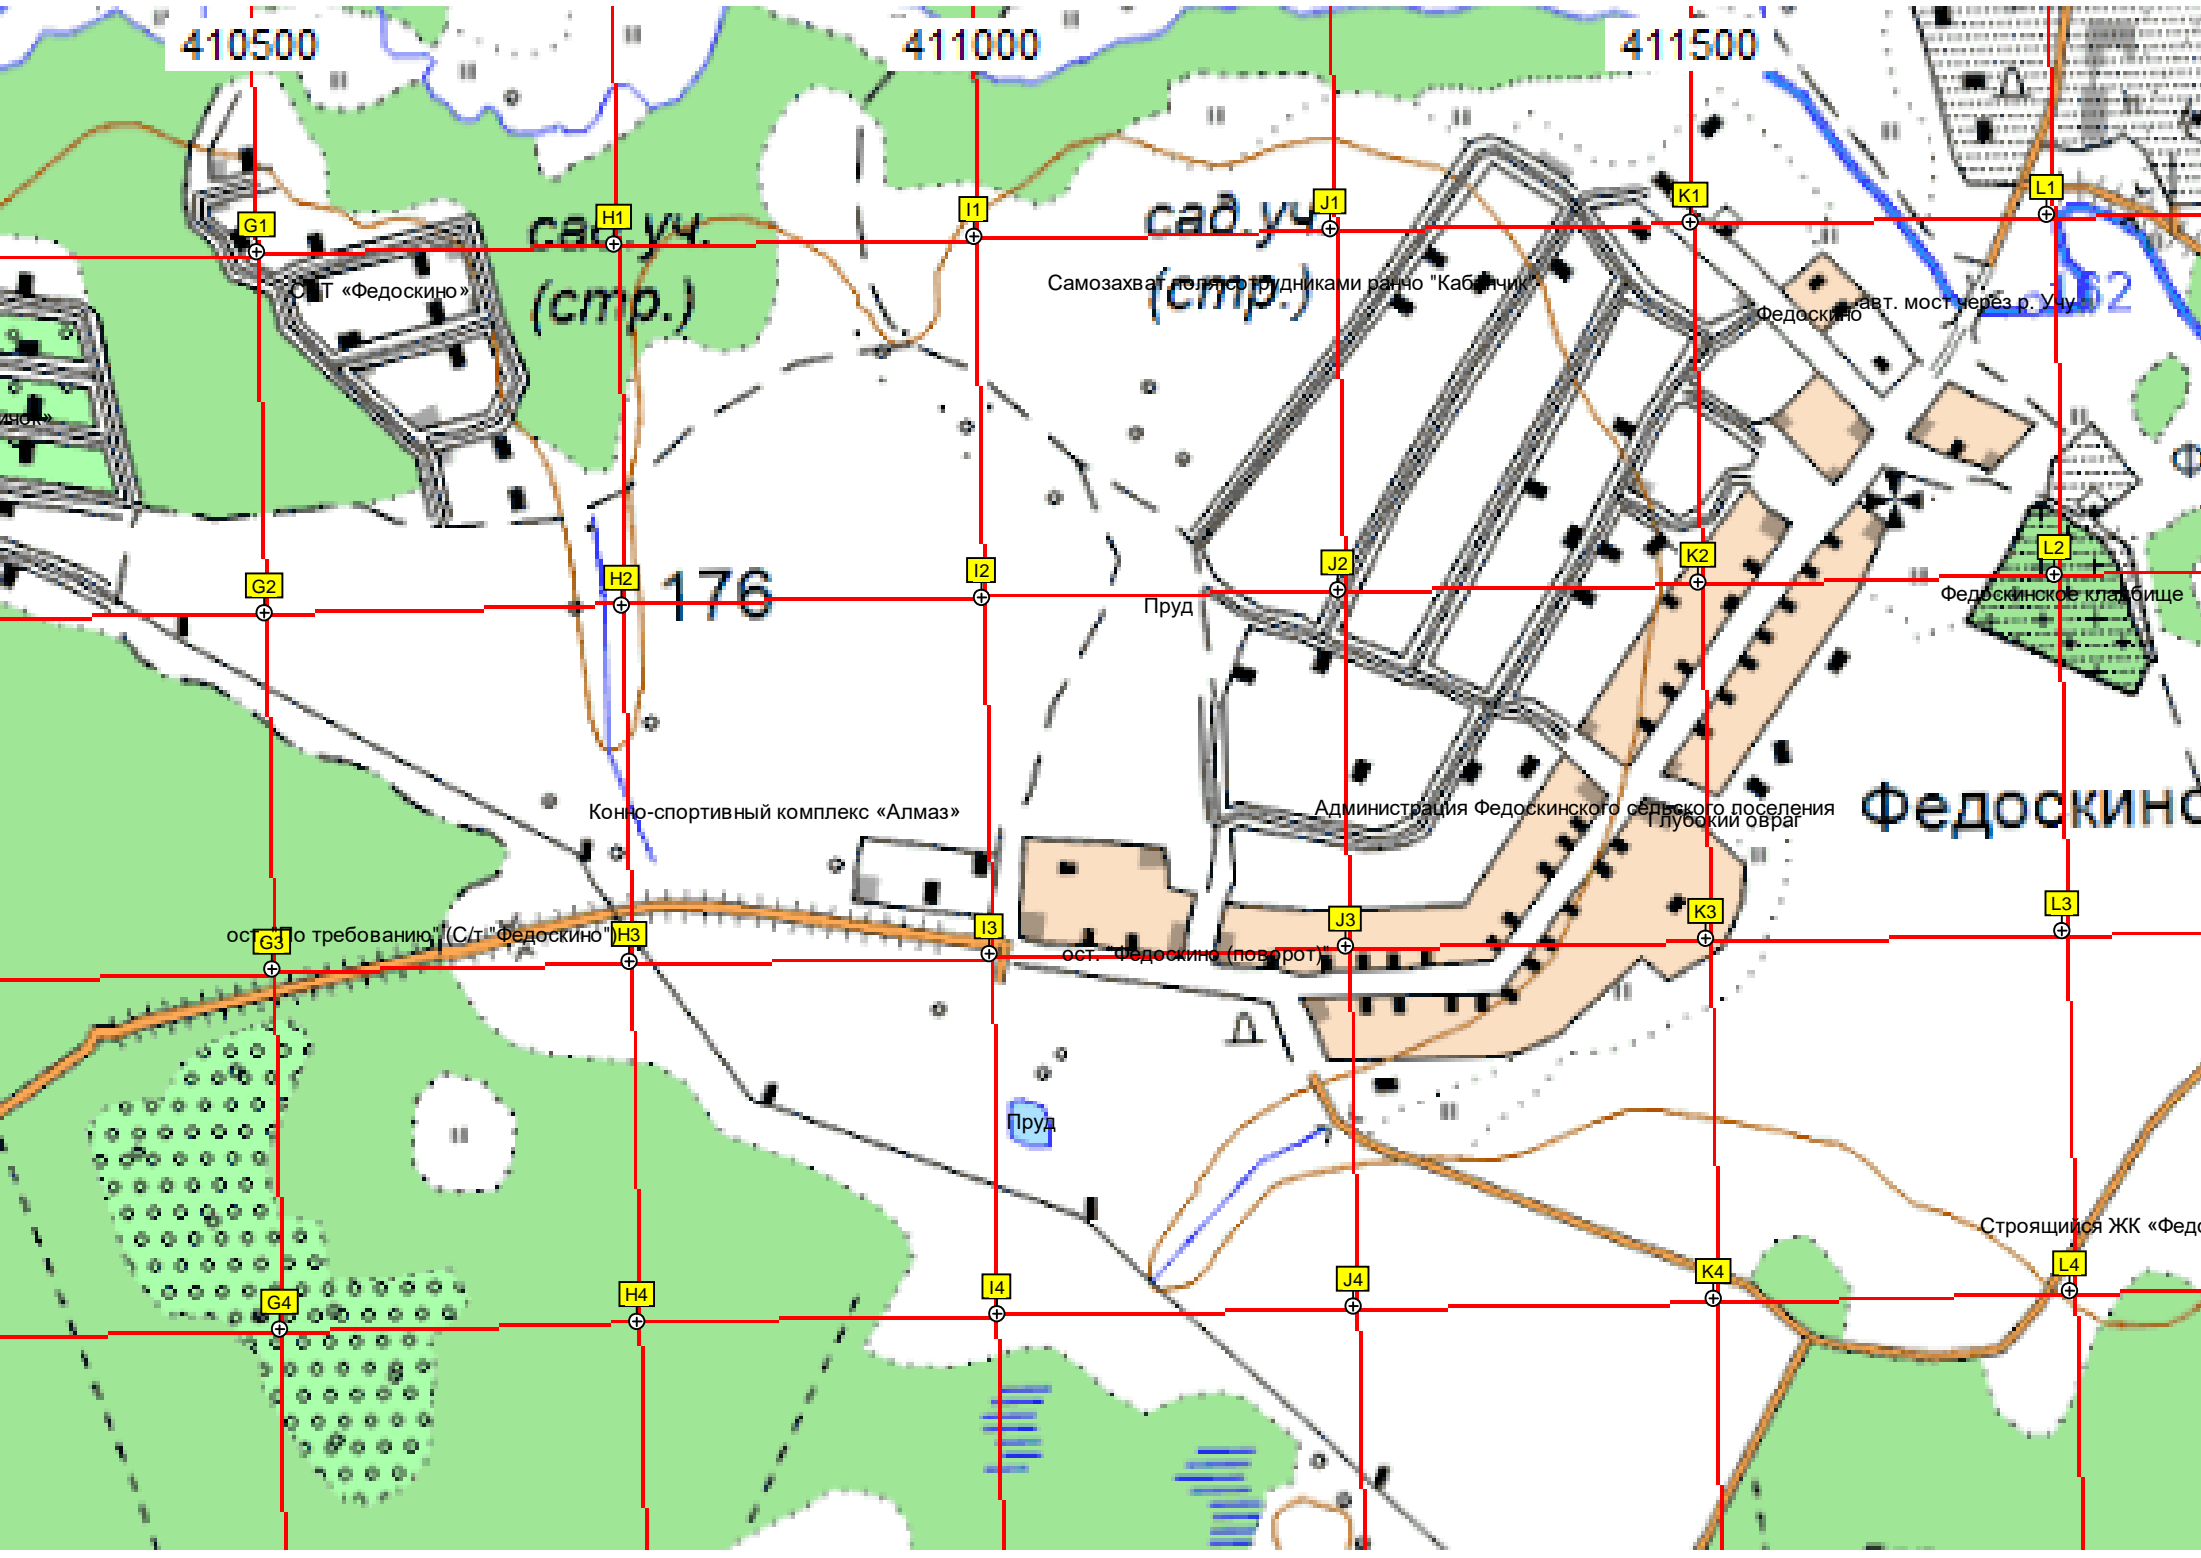 410500
411000
411500
L1
K1
J1
I1
H1
G1
сад.уч.
(стр.)
сад.уч.
(стр.)
СНТ «Федоскино»
Самозахват поля сотрудниками ранчо "Кабанчик"
Федоскино
авт. мост через р. Учу
G2
H2
I2
J2
K2
L2
176
Пруд
Федоскинское кладбище
Конно-спортивный комплекс «Алмаз»
Администрация Федоскинского сельского поселения
Глубокий овраг
Федоскино
G3
H3
I3
J3
K3
L3
ост. "По требованию" (С/т "Федоскино")
ост. "Федоскино (поворот)"
Д
Пруд
Строящийся ЖК
G4
H4
I4
J4
K4
L4